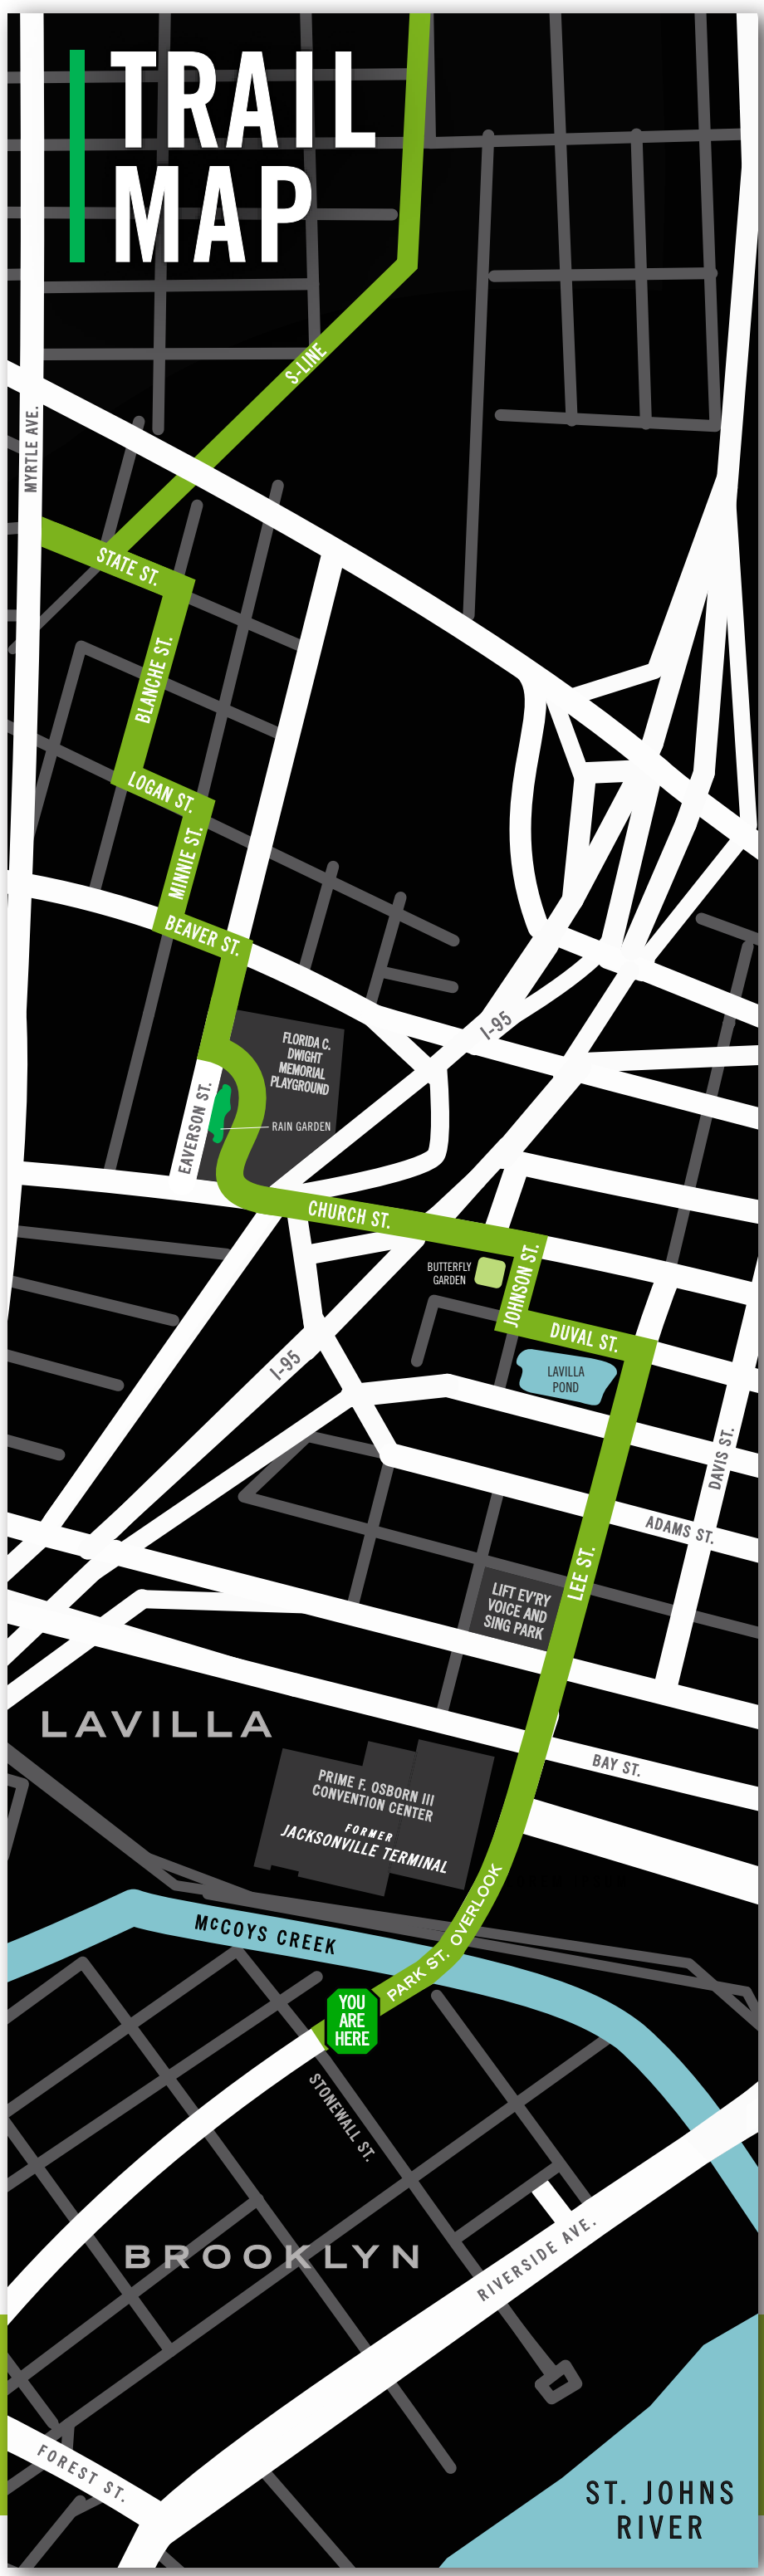 TRAIL
MAP
S-LINE
MYRTLE AVE.
STATE ST.
BLANCHE ST.
LOGAN ST.
MINNIE ST.
BEAVER ST.
I-95
FLORIDA C.
DWIGHT
MEMORIAL
PLAYGROUND
EAVERSON ST.
RAIN GARDEN
CHURCH ST.
BUTTERFLY
GARDEN
JOHNSON ST.
DUVAL ST.
I-95
LAVILLA
POND
DAVIS ST.
ADAMS ST.
LEE ST.
LIFT EV'RY
VOICE AND
SING PARK
LAVILLA
BAY ST.
PRIME F. OSBORN III
CONVENTION CENTER
FORMER
JACKSONVILLE TERMINAL
PARK ST. OVERLOOK
McCOYS CREEK
YOU
ARE
HERE
STONEWALL ST.
BROOKLYN
RIVERSIDE AVE.
FOREST ST.
ST. JOHNS
RIVER